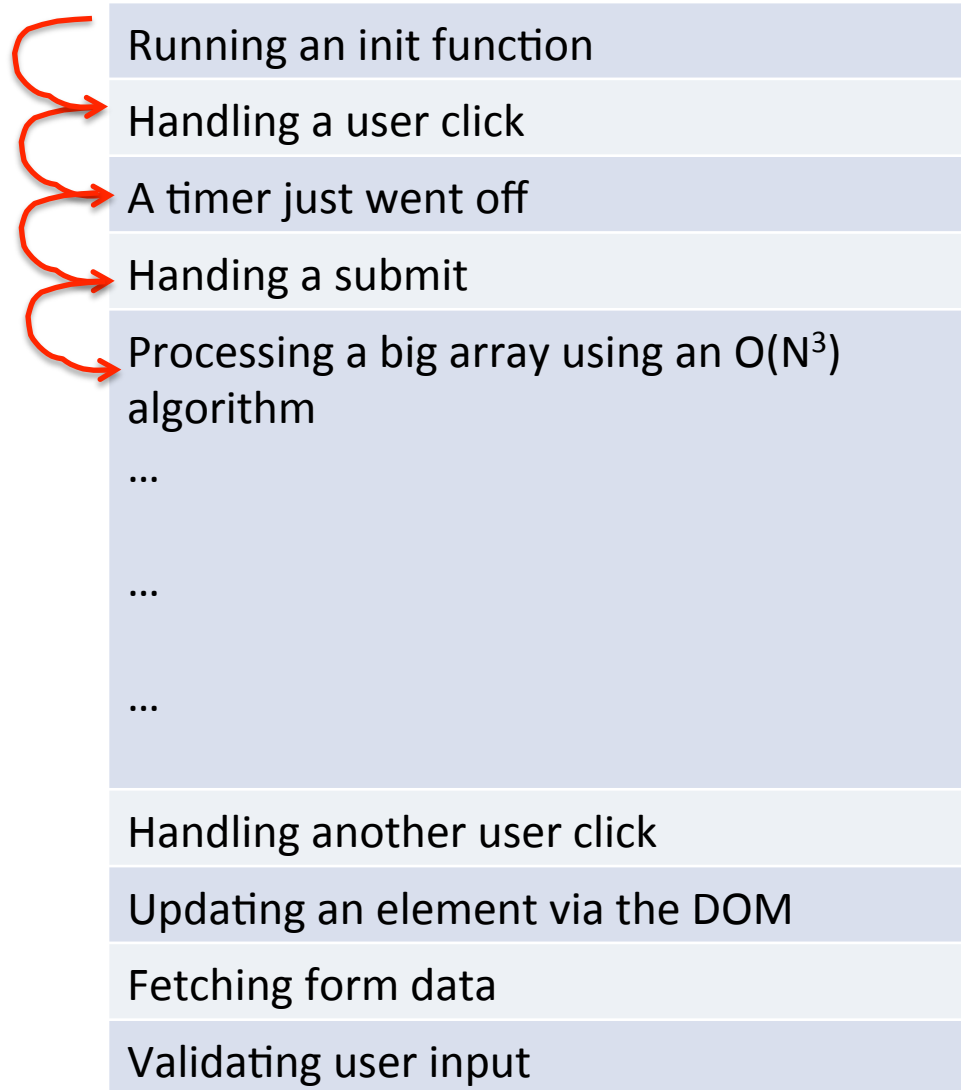 Running an init function
Handling a user click
A timer just went off
Handing a submit
Processing a big array using an O(N³)
algorithm
…
…
…
Handling another user click
Updating an element via the DOM
Fetching form data
Validating user input